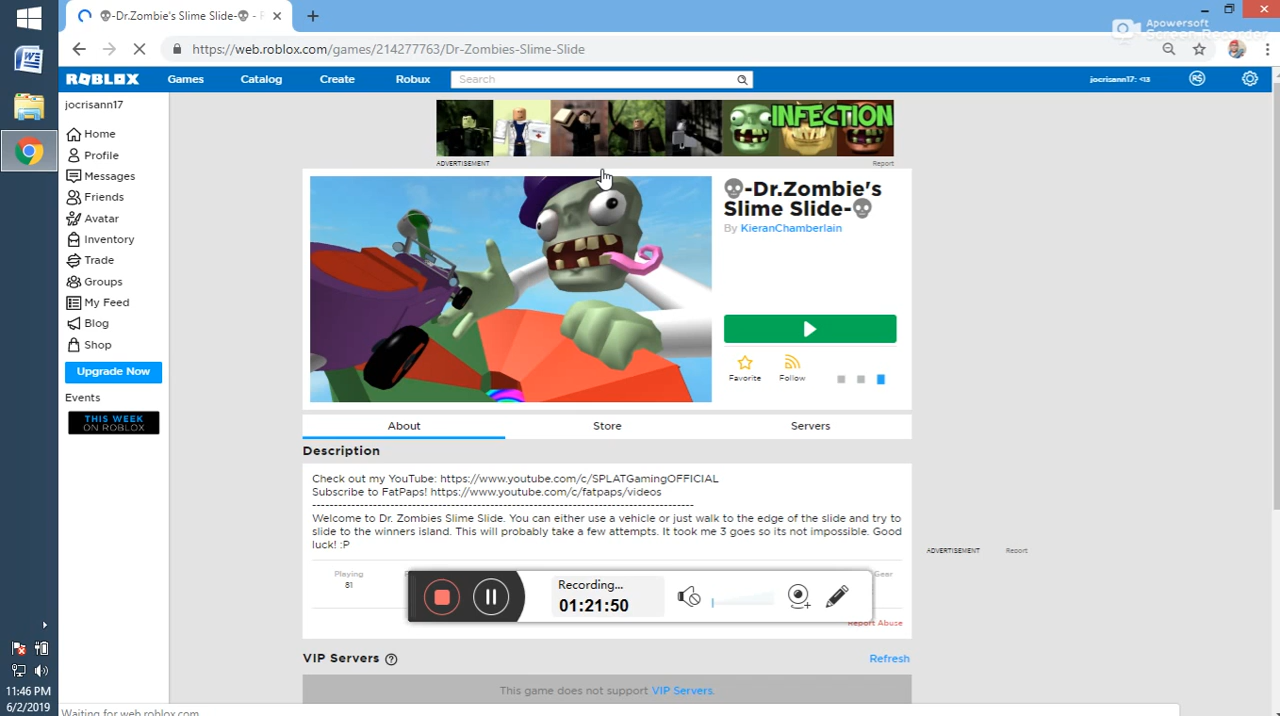 💀-Dr.Zombie's Slime Slide-💀 -
Apowersoft
Screen Recorder
https://web.roblox.com/games/214277763/Dr-Zombies-Slime-Slide
ROBLOX
Games
Catalog
Create
Robux
Search
jocrisann17: <13
R$
jocrisann17
Home
Profile
Messages
Friends
Avatar
Inventory
Trade
Groups
My Feed
Blog
Shop
Upgrade Now
Events
THIS WEEK
ON ROBLOX
INFECTION
ADVERTISEMENT
Report
💀-Dr.Zombie's
Slime Slide-💀
By KieranChamberlain
Favorite
Follow
About
Store
Servers
Description
Check out my YouTube: https://www.youtube.com/c/SPLATGamingOFFICIAL
Subscribe to FatPaps! https://www.youtube.com/c/fatpaps/videos
--------------------------------------------------------------------------------
Welcome to Dr. Zombies Slime Slide. You can either use a vehicle or just walk to the edge of the slide and try to
slide to the winners island. This will probably take a few attempts. It took me 3 goes so its not impossible. Good
luck! :P
ADVERTISEMENT
Report
Playing
81
Gear
Recording...
01:21:50
Report Abuse
VIP Servers
Refresh
This game does not support VIP Servers.
11:46 PM
6/2/2019
Waiting for web.roblox.com